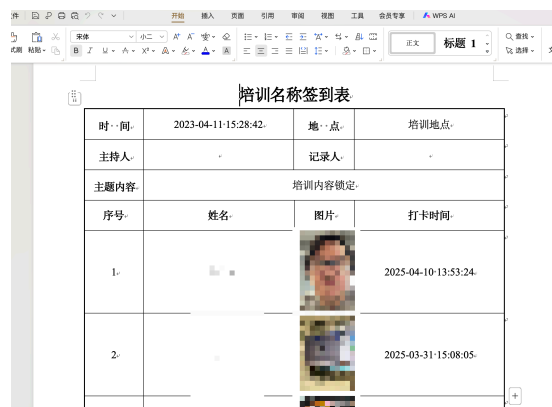 开始 插入 页面 引用 审阅 视图 工具 会员专享 WPS AI
粘贴 宋体 小二 正文 标题 1 查找
B I U A X² A A A 选择
培训名称签到表
时 间 2023-04-11 15:28:42 地 点 培训地点
主持人 记录人
主题内容 培训内容锁定
序号 姓名 图片 打卡时间
1 2025-04-10 13:53:24
2 2025-03-31 15:08:05